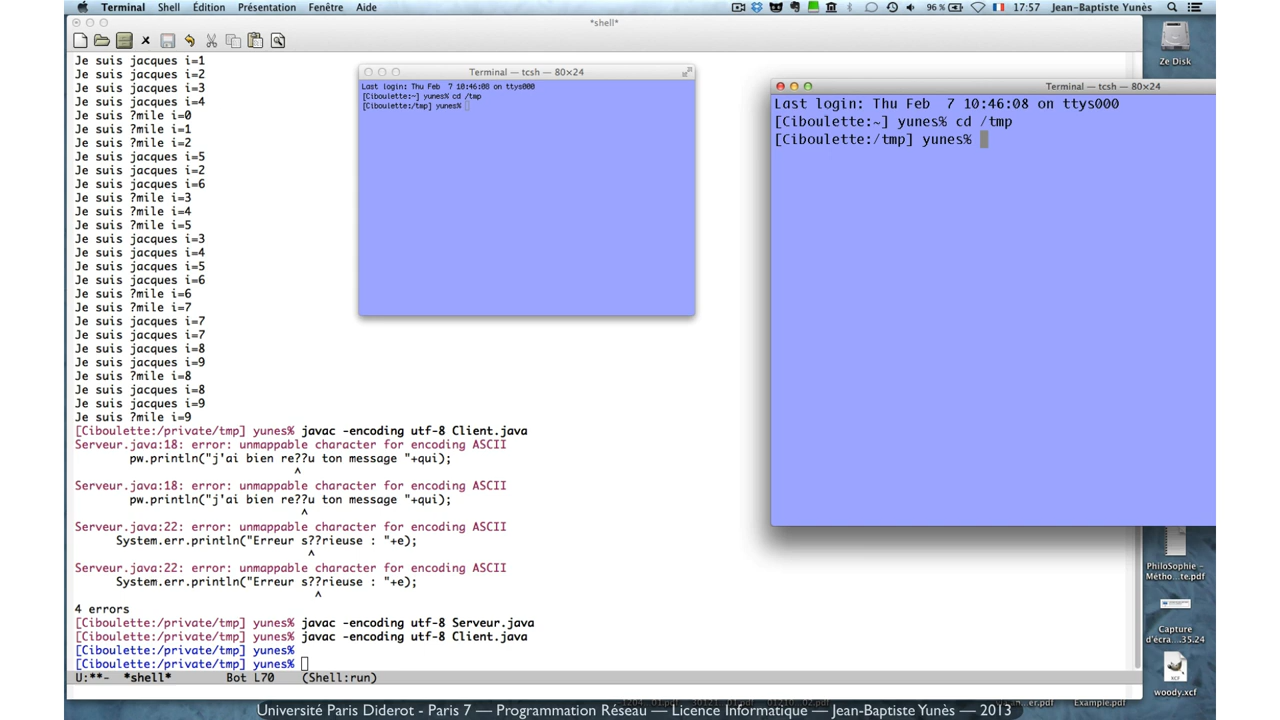 Terminal Shell Édition Présentation Fenêtre Aide 96 % 17:57 Jean-Baptiste Yunès
*shell*
Je suis jacques i=1
Je suis jacques i=2
Je suis jacques i=3
Je suis jacques i=4
Je suis ?mile i=0
Je suis ?mile i=1
Je suis ?mile i=2
Je suis jacques i=5
Je suis jacques i=2
Je suis jacques i=6
Je suis ?mile i=3
Je suis ?mile i=4
Je suis ?mile i=5
Je suis jacques i=3
Je suis jacques i=4
Je suis jacques i=5
Je suis jacques i=6
Je suis ?mile i=6
Je suis ?mile i=7
Je suis jacques i=7
Je suis jacques i=7
Je suis jacques i=8
Je suis jacques i=9
Je suis ?mile i=8
Je suis jacques i=8
Je suis jacques i=9
Je suis ?mile i=9
[Ciboulette:/private/tmp] yunes% javac -encoding utf-8 Client.java
Serveur.java:18: error: unmappable character for encoding ASCII
pw.println("j'ai bien re??u ton message "+qui);
^
Serveur.java:18: error: unmappable character for encoding ASCII
pw.println("j'ai bien re??u ton message "+qui);
^
Serveur.java:22: error: unmappable character for encoding ASCII
System.err.println("Erreur s??rieuse : "+e);
^
Serveur.java:22: error: unmappable character for encoding ASCII
System.err.println("Erreur s??rieuse : "+e);
^
4 errors
[Ciboulette:/private/tmp] yunes% javac -encoding utf-8 Serveur.java
[Ciboulette:/private/tmp] yunes% javac -encoding utf-8 Client.java
[Ciboulette:/private/tmp] yunes%
[Ciboulette:/private/tmp] yunes%
U:**- *shell* Bot L70 (Shell:run)
Terminal — tcsh — 80×24
Last login: Thu Feb 7 10:46:08 on ttys000
[Ciboulette:~] yunes% cd /tmp
[Ciboulette:/tmp] yunes%
Terminal — tcsh — 80×24
Last login: Thu Feb 7 10:46:08 on ttys000
[Ciboulette:~] yunes% cd /tmp
[Ciboulette:/tmp] yunes%
Ze Disk
PhiloSophie –
Métho...te.pdf
Capture
d'écra....35.24
XCF
woody.xcf
Example.pdf
Université Paris Diderot - Paris 7 — Programmation Réseau — Licence Informatique — Jean-Baptiste Yunès — 2013